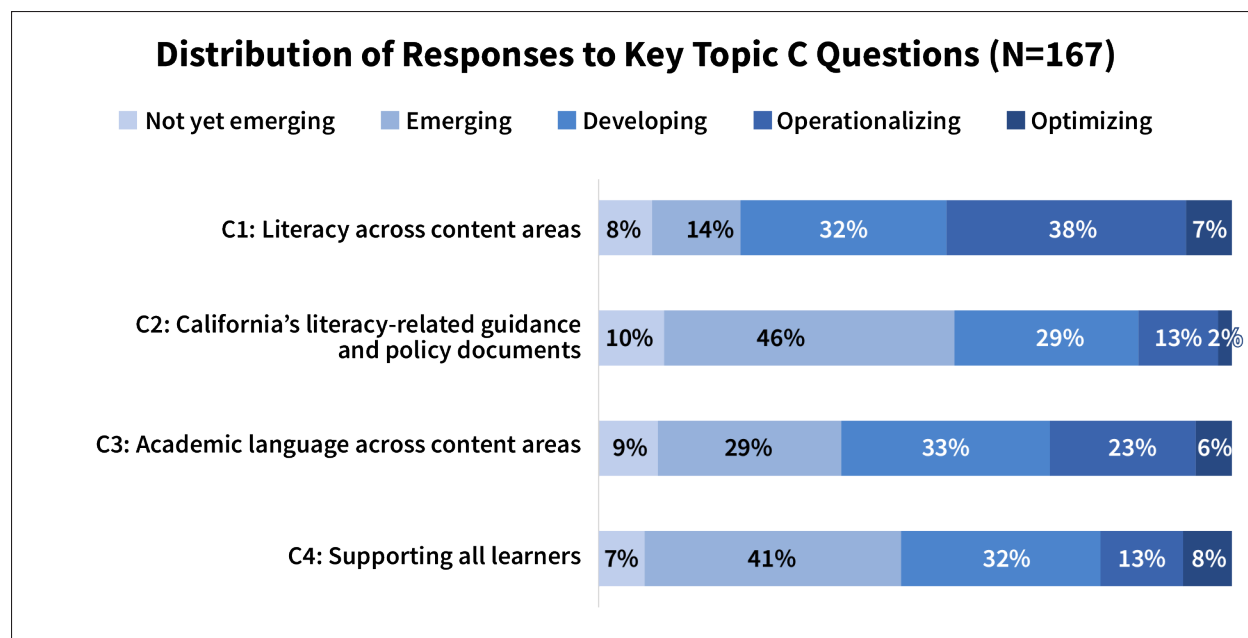 Distribution of Responses to Key Topic C Questions (N=167)
Not yet emerging Emerging Developing Operationalizing Optimizing
C1: Literacy across content areas 8% 14% 32% 38% 7%
C2: California’s literacy-related guidance
and policy documents 10% 46% 29% 13% 2%
C3: Academic language across content areas 9% 29% 33% 23% 6%
C4: Supporting all learners 7% 41% 32% 13% 8%